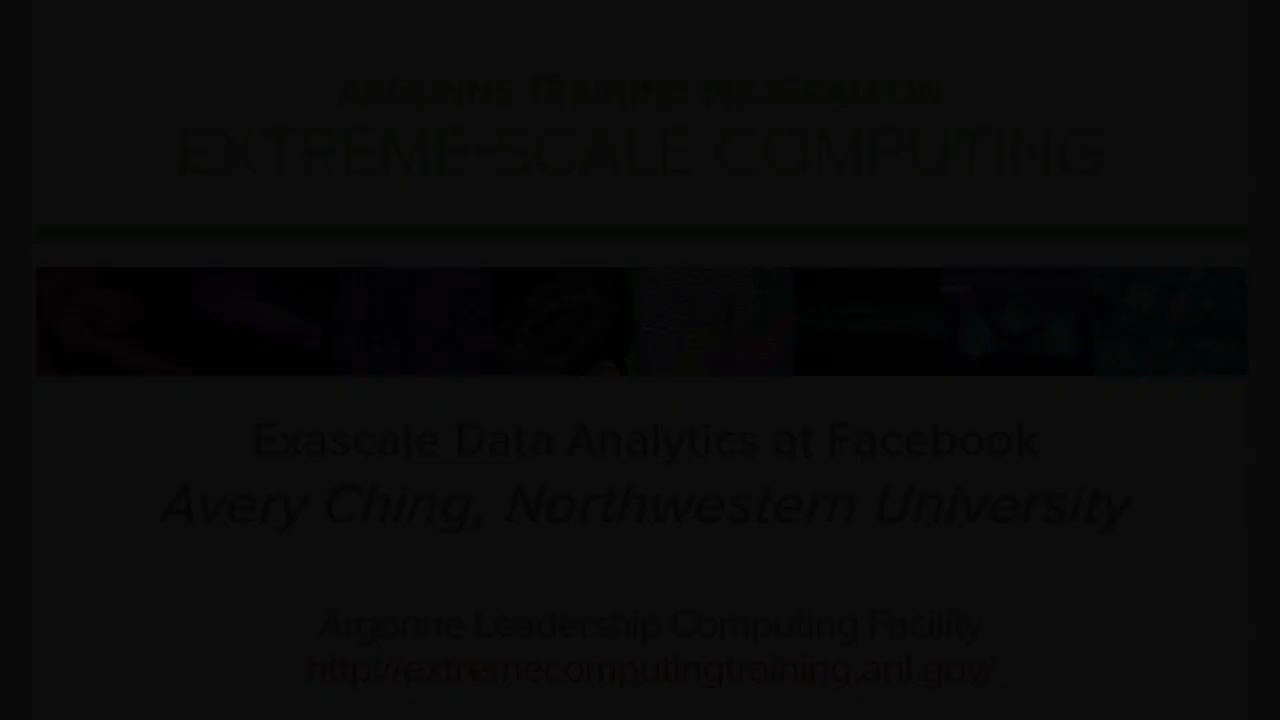 ARGONNE TRAINING PROGRAM ON
EXTREME-SCALE COMPUTING
Exascale Data Analytics at Facebook
Avery Ching, Northwestern University
Argonne Leadership Computing Facility
http://extremecomputingtraining.anl.gov/